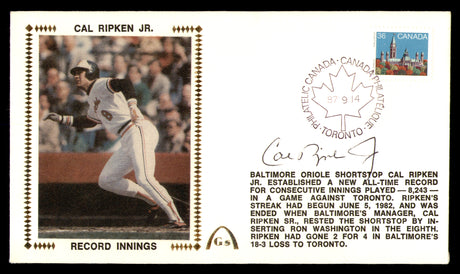 CAL RIPKEN JR.
36 CANADA
PHILATELIC CANADA · CANADA PHILATÉLIQUE
87·9·14
·TORONTO·
Cal Ripken Jr
8
BALTIMORE ORIOLE SHORTSTOP CAL RIPKEN
JR. ESTABLISHED A NEW ALL-TIME RECORD
FOR CONSECUTIVE INNINGS PLAYED — 8,243 —
IN A GAME AGAINST TORONTO. RIPKEN'S
STREAK HAD BEGUN JUNE 5, 1982, AND WAS
ENDED WHEN BALTIMORE'S MANAGER, CAL
RIPKEN SR., RESTED THE SHORTSTOP BY IN-
SERTING RON WASHINGTON IN THE EIGHTH.
RIPKEN HAD GONE 2 FOR 4 IN BALTIMORE'S
18-3 LOSS TO TORONTO.
RECORD INNINGS
Gs